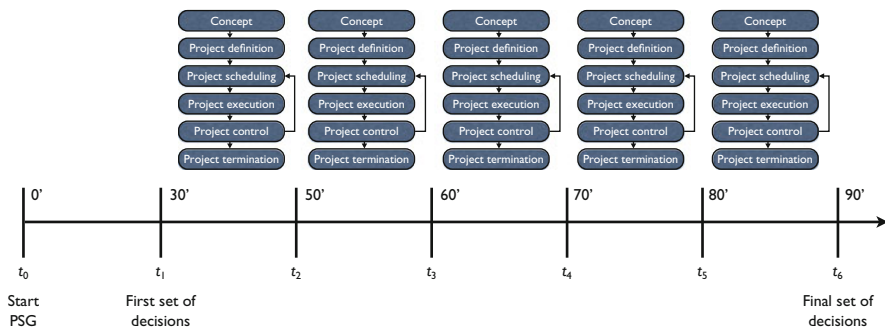 Concept Concept Concept Concept Concept
Project definition Project definition Project definition Project definition Project definition
Project scheduling Project scheduling Project scheduling Project scheduling Project scheduling
Project execution Project execution Project execution Project execution Project execution
Project control Project control Project control Project control Project control
Project termination Project termination Project termination Project termination Project termination
0' 30' 50' 60' 70' 80' 90'
t0 t1 t2 t3 t4 t5 t6
Start First set of Final set of
PSG decisions decisions